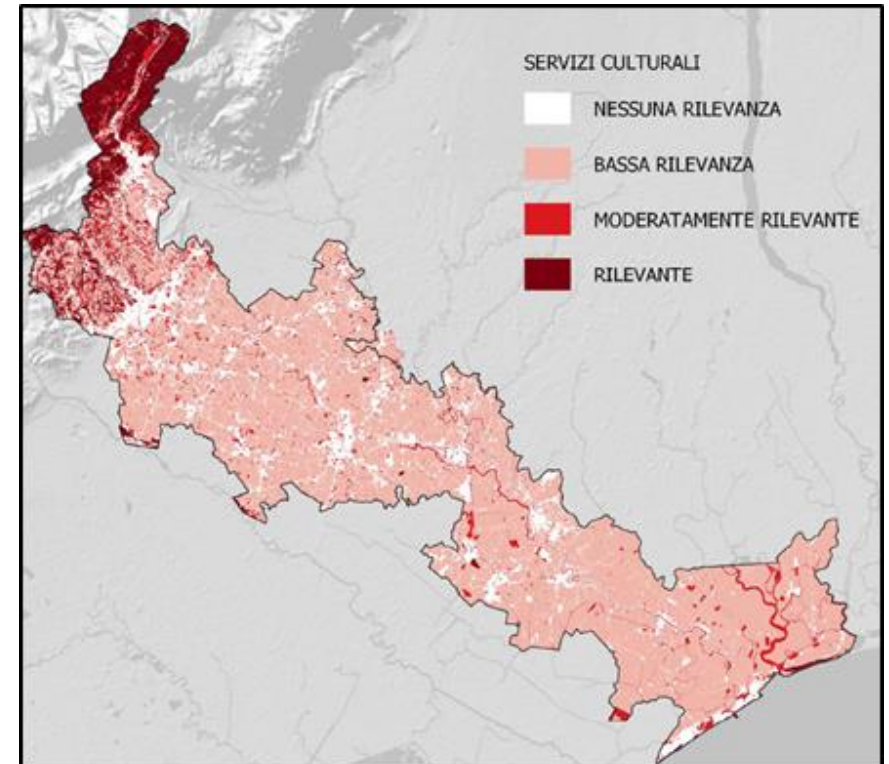 SERVIZI CULTURALI
NESSUNA RILEVANZA
BASSA RILEVANZA
MODERATAMENTE RILEVANTE
RILEVANTE